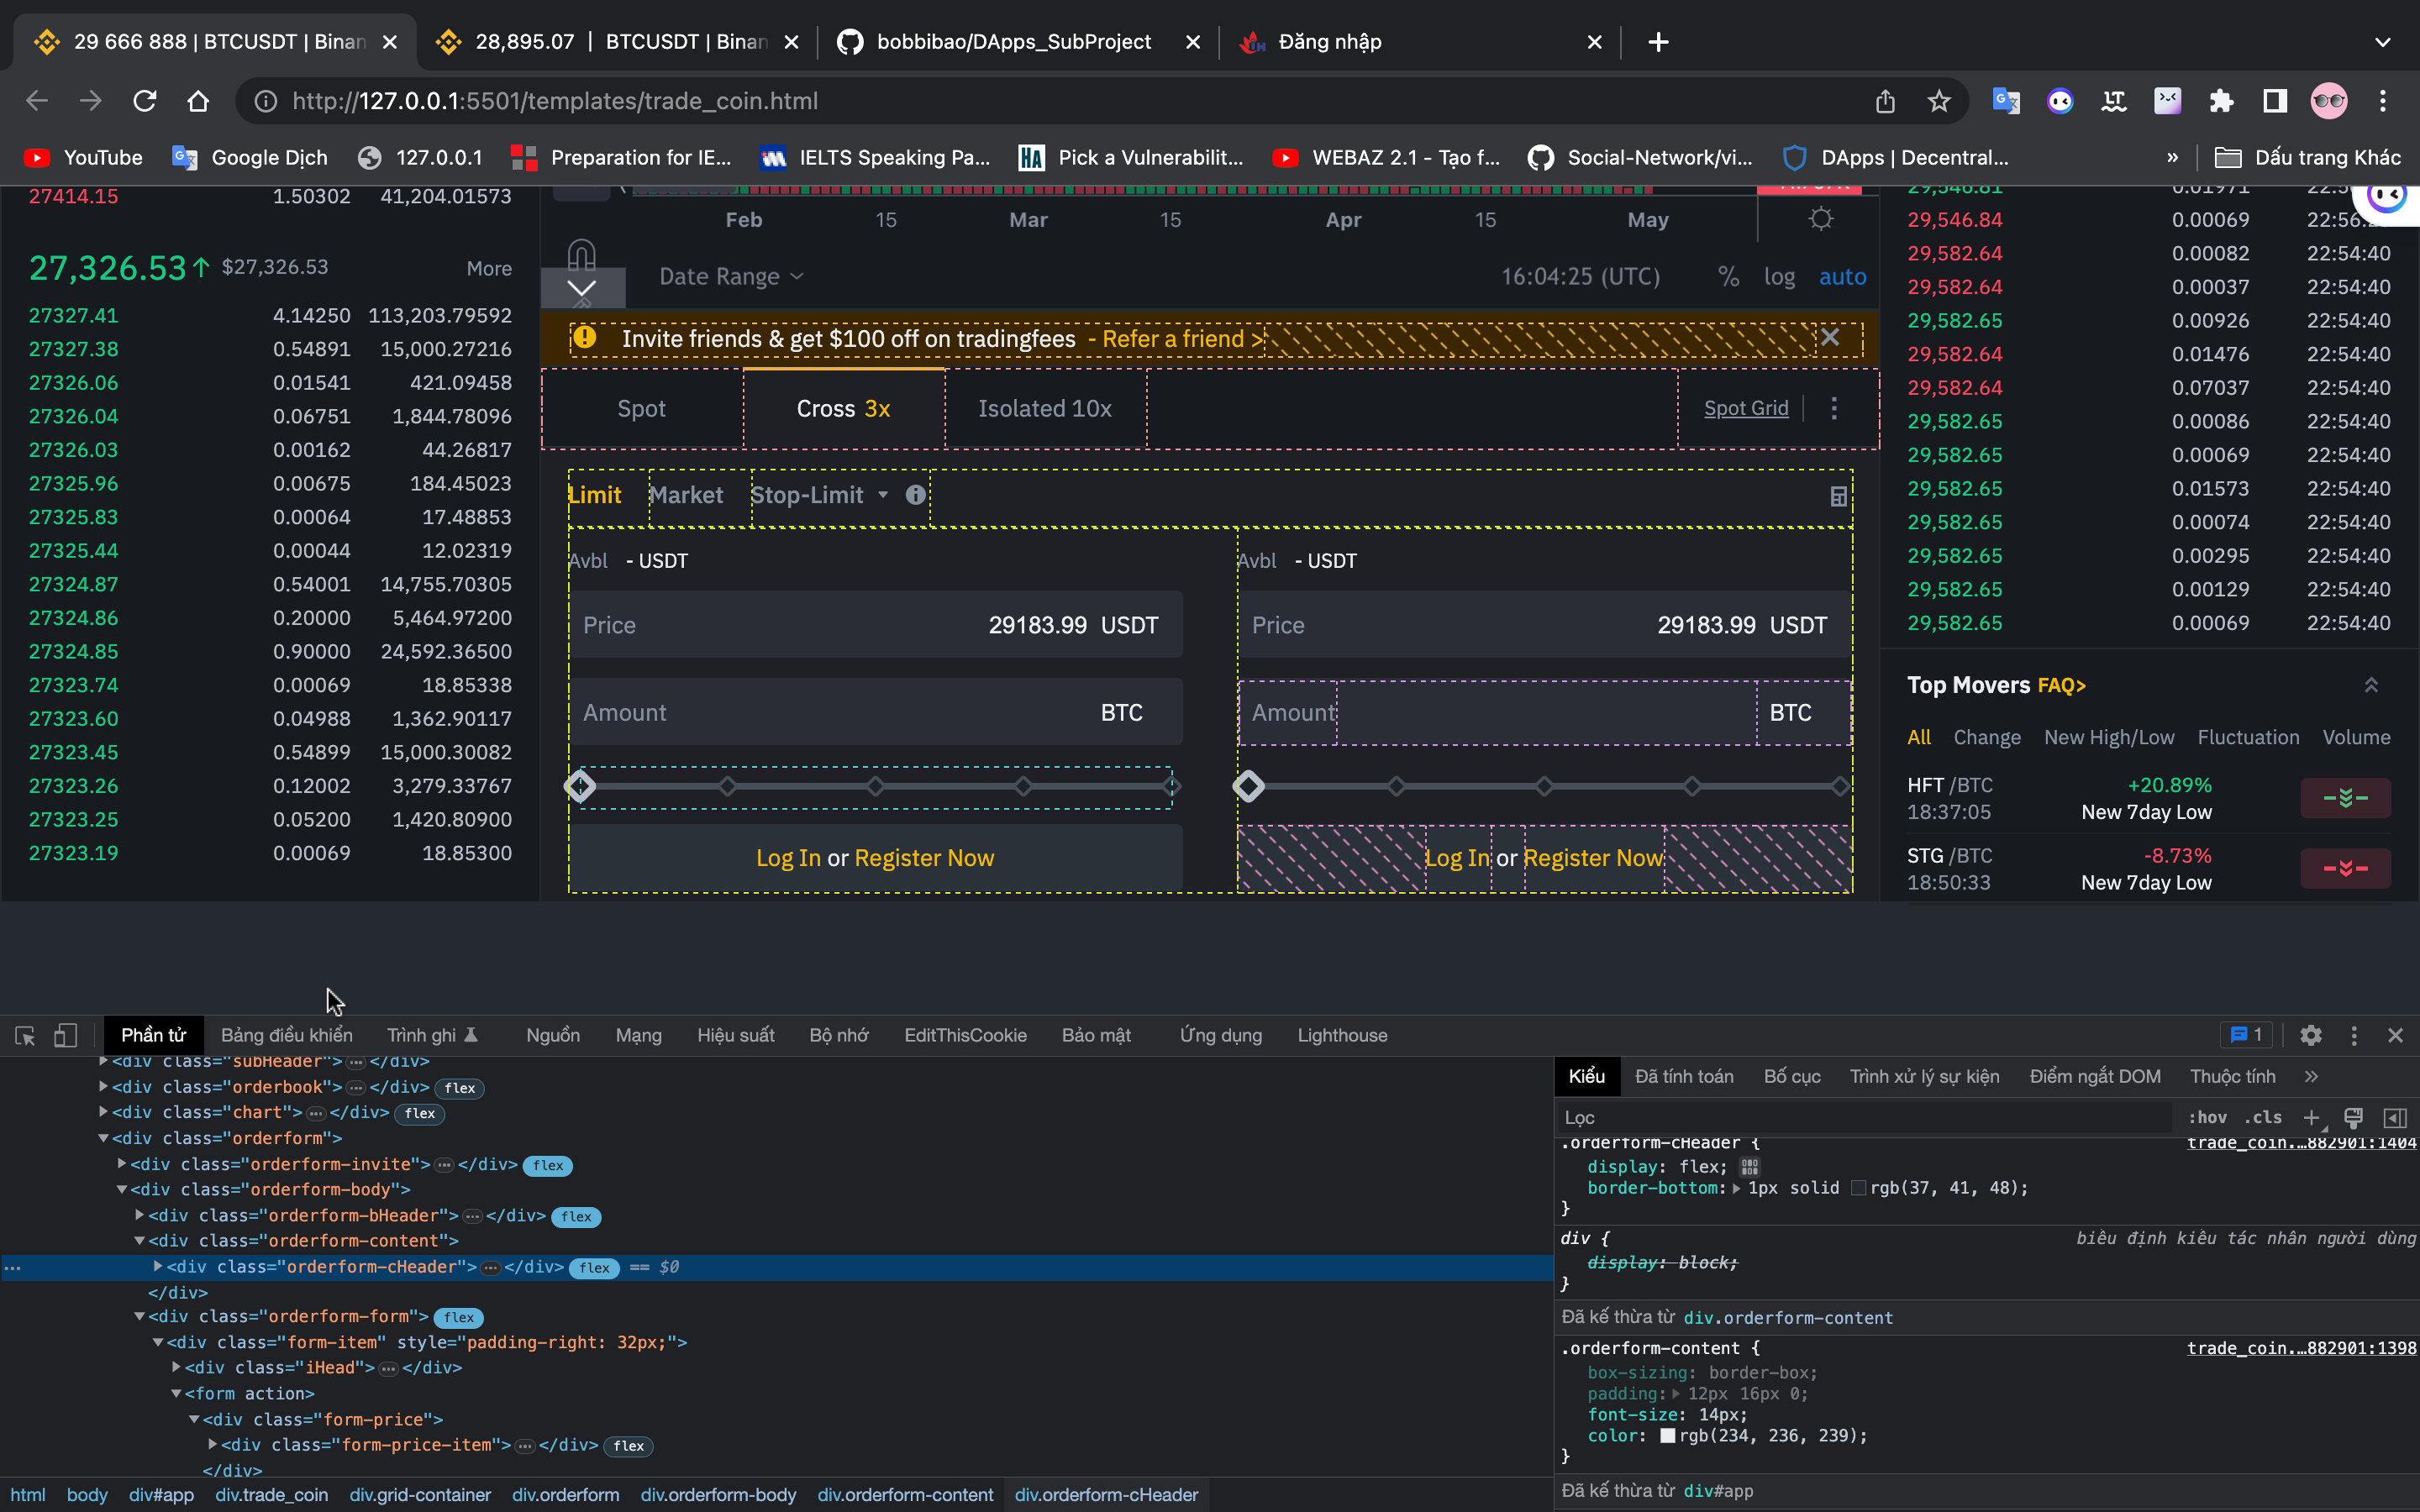 29 666 888 | BTCUSDT | Binan
28,895.07 | BTCUSDT | Binan
bobbibao/DApps_SubProject
Đăng nhập
http://127.0.0.1:5501/templates/trade_coin.html
YouTube
Google Dịch
127.0.0.1
Preparation for IE...
IELTS Speaking Pa...
Pick a Vulnerabilit...
WEBAZ 2.1 - Tạo f...
Social-Network/vi...
DApps | Decentral...
»
Dấu trang Khác
27414.15 1.50302 41,204.01573
27,326.53↑ $27,326.53 More
27327.41 4.14250 113,203.79592
27327.38 0.54891 15,000.27216
27326.06 0.01541 421.09458
27326.04 0.06751 1,844.78096
27326.03 0.00162 44.26817
27325.96 0.00675 184.45023
27325.83 0.00064 17.48853
27325.44 0.00044 12.02319
27324.87 0.54001 14,755.70305
27324.86 0.20000 5,464.97200
27324.85 0.90000 24,592.36500
27323.74 0.00069 18.85338
27323.60 0.04988 1,362.90117
27323.45 0.54899 15,000.30082
27323.26 0.12002 3,279.33767
27323.25 0.05200 1,420.80900
27323.19 0.00069 18.85300
Feb 15 Mar 15 Apr 15 May
Date Range 16:04:25 (UTC) % log auto
Invite friends & get $100 off on tradingfees - Refer a friend >
Spot Cross 3x Isolated 10x Spot Grid
Limit Market Stop-Limit
Avbl - USDT Avbl - USDT
Price 29183.99 USDT Price 29183.99 USDT
Amount BTC Amount BTC
Log In or Register Now Log In or Register Now
29,546.81 0.01971
29,546.84 0.00069 22:56:
29,582.64 0.00082 22:54:40
29,582.64 0.00037 22:54:40
29,582.65 0.00926 22:54:40
29,582.64 0.01476 22:54:40
29,582.64 0.07037 22:54:40
29,582.65 0.00086 22:54:40
29,582.65 0.00069 22:54:40
29,582.65 0.01573 22:54:40
29,582.65 0.00074 22:54:40
29,582.65 0.00295 22:54:40
29,582.65 0.00129 22:54:40
29,582.65 0.00069 22:54:40
Top Movers FAQ>
All Change New High/Low Fluctuation Volume
HFT /BTC +20.89%
18:37:05 New 7day Low
STG /BTC -8.73%
18:50:33 New 7day Low
Phần tử Bảng điều khiển Trình ghi Nguồn Mạng Hiệu suất Bộ nhớ EditThisCookie Bảo mật Ứng dụng Lighthouse 1
<div class="subHeader">…</div>
<div class="orderbook">…</div> flex
<div class="chart">…</div> flex
<div class="orderform">
<div class="orderform-invite">…</div> flex
<div class="orderform-body">
<div class="orderform-bHeader">…</div> flex
<div class="orderform-content">
… <div class="orderform-cHeader">…</div> flex == $0
</div>
<div class="orderform-form"> flex
<div class="form-item" style="padding-right: 32px;">
<div class="iHead">…</div>
<form action>
<div class="form-price">
<div class="form-price-item">…</div> flex
</div>
html body div#app div.trade_coin div.grid-container div.orderform div.orderform-body div.orderform-content div.orderform-cHeader
Kiểu Đã tính toán Bố cục Trình xử lý sự kiện Điểm ngắt DOM Thuộc tính »
Lọc :hov .cls +
.orderform-cHeader { trade_coin.…882901:1404
display: flex;
border-bottom: 1px solid rgb(37, 41, 48);
}
div { biểu định kiểu tác nhân người dùng
display: block;
}
Đã kế thừa từ div.orderform-content
.orderform-content { trade_coin.…882901:1398
box-sizing: border-box;
padding: 12px 16px 0;
font-size: 14px;
color: rgb(234, 236, 239);
}
Đã kế thừa từ div#app